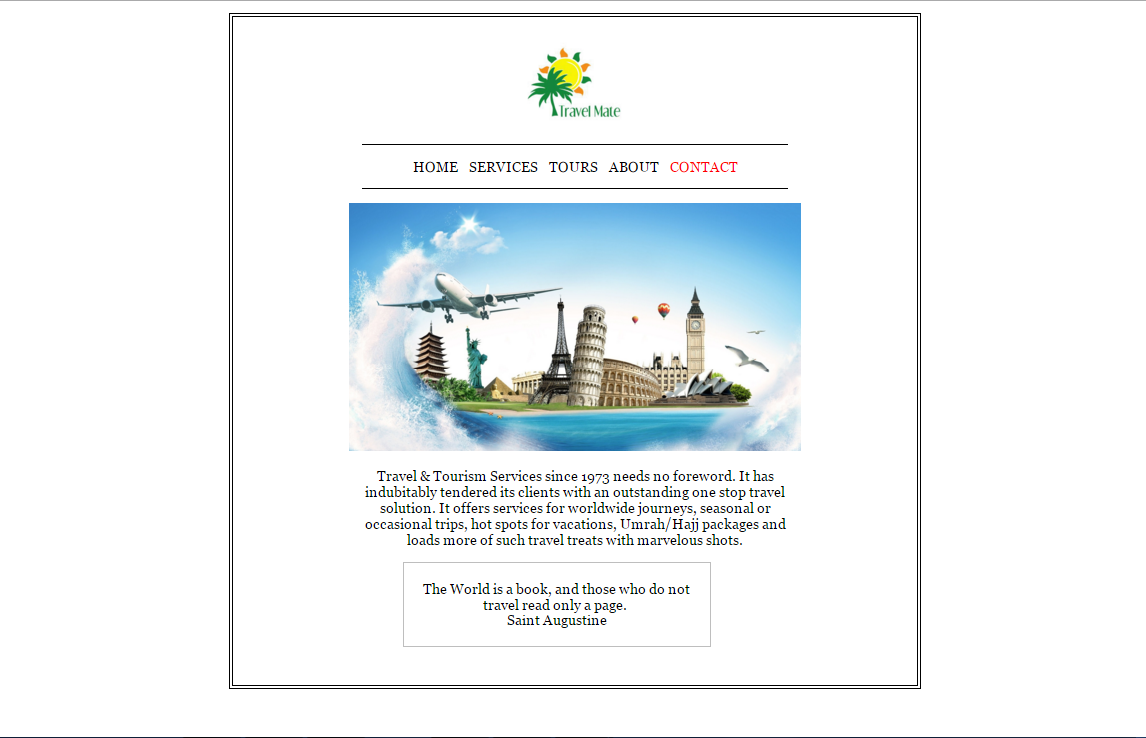 Travel Mate
HOME SERVICES TOURS ABOUT CONTACT
Travel & Tourism Services since 1973 needs no foreword. It has
indubitably tendered its clients with an outstanding one stop travel
solution. It offers services for worldwide journeys, seasonal or
occasional trips, hot spots for vacations, Umrah/Hajj packages and
loads more of such travel treats with marvelous shots.
The World is a book, and those who do not
travel read only a page.
Saint Augustine